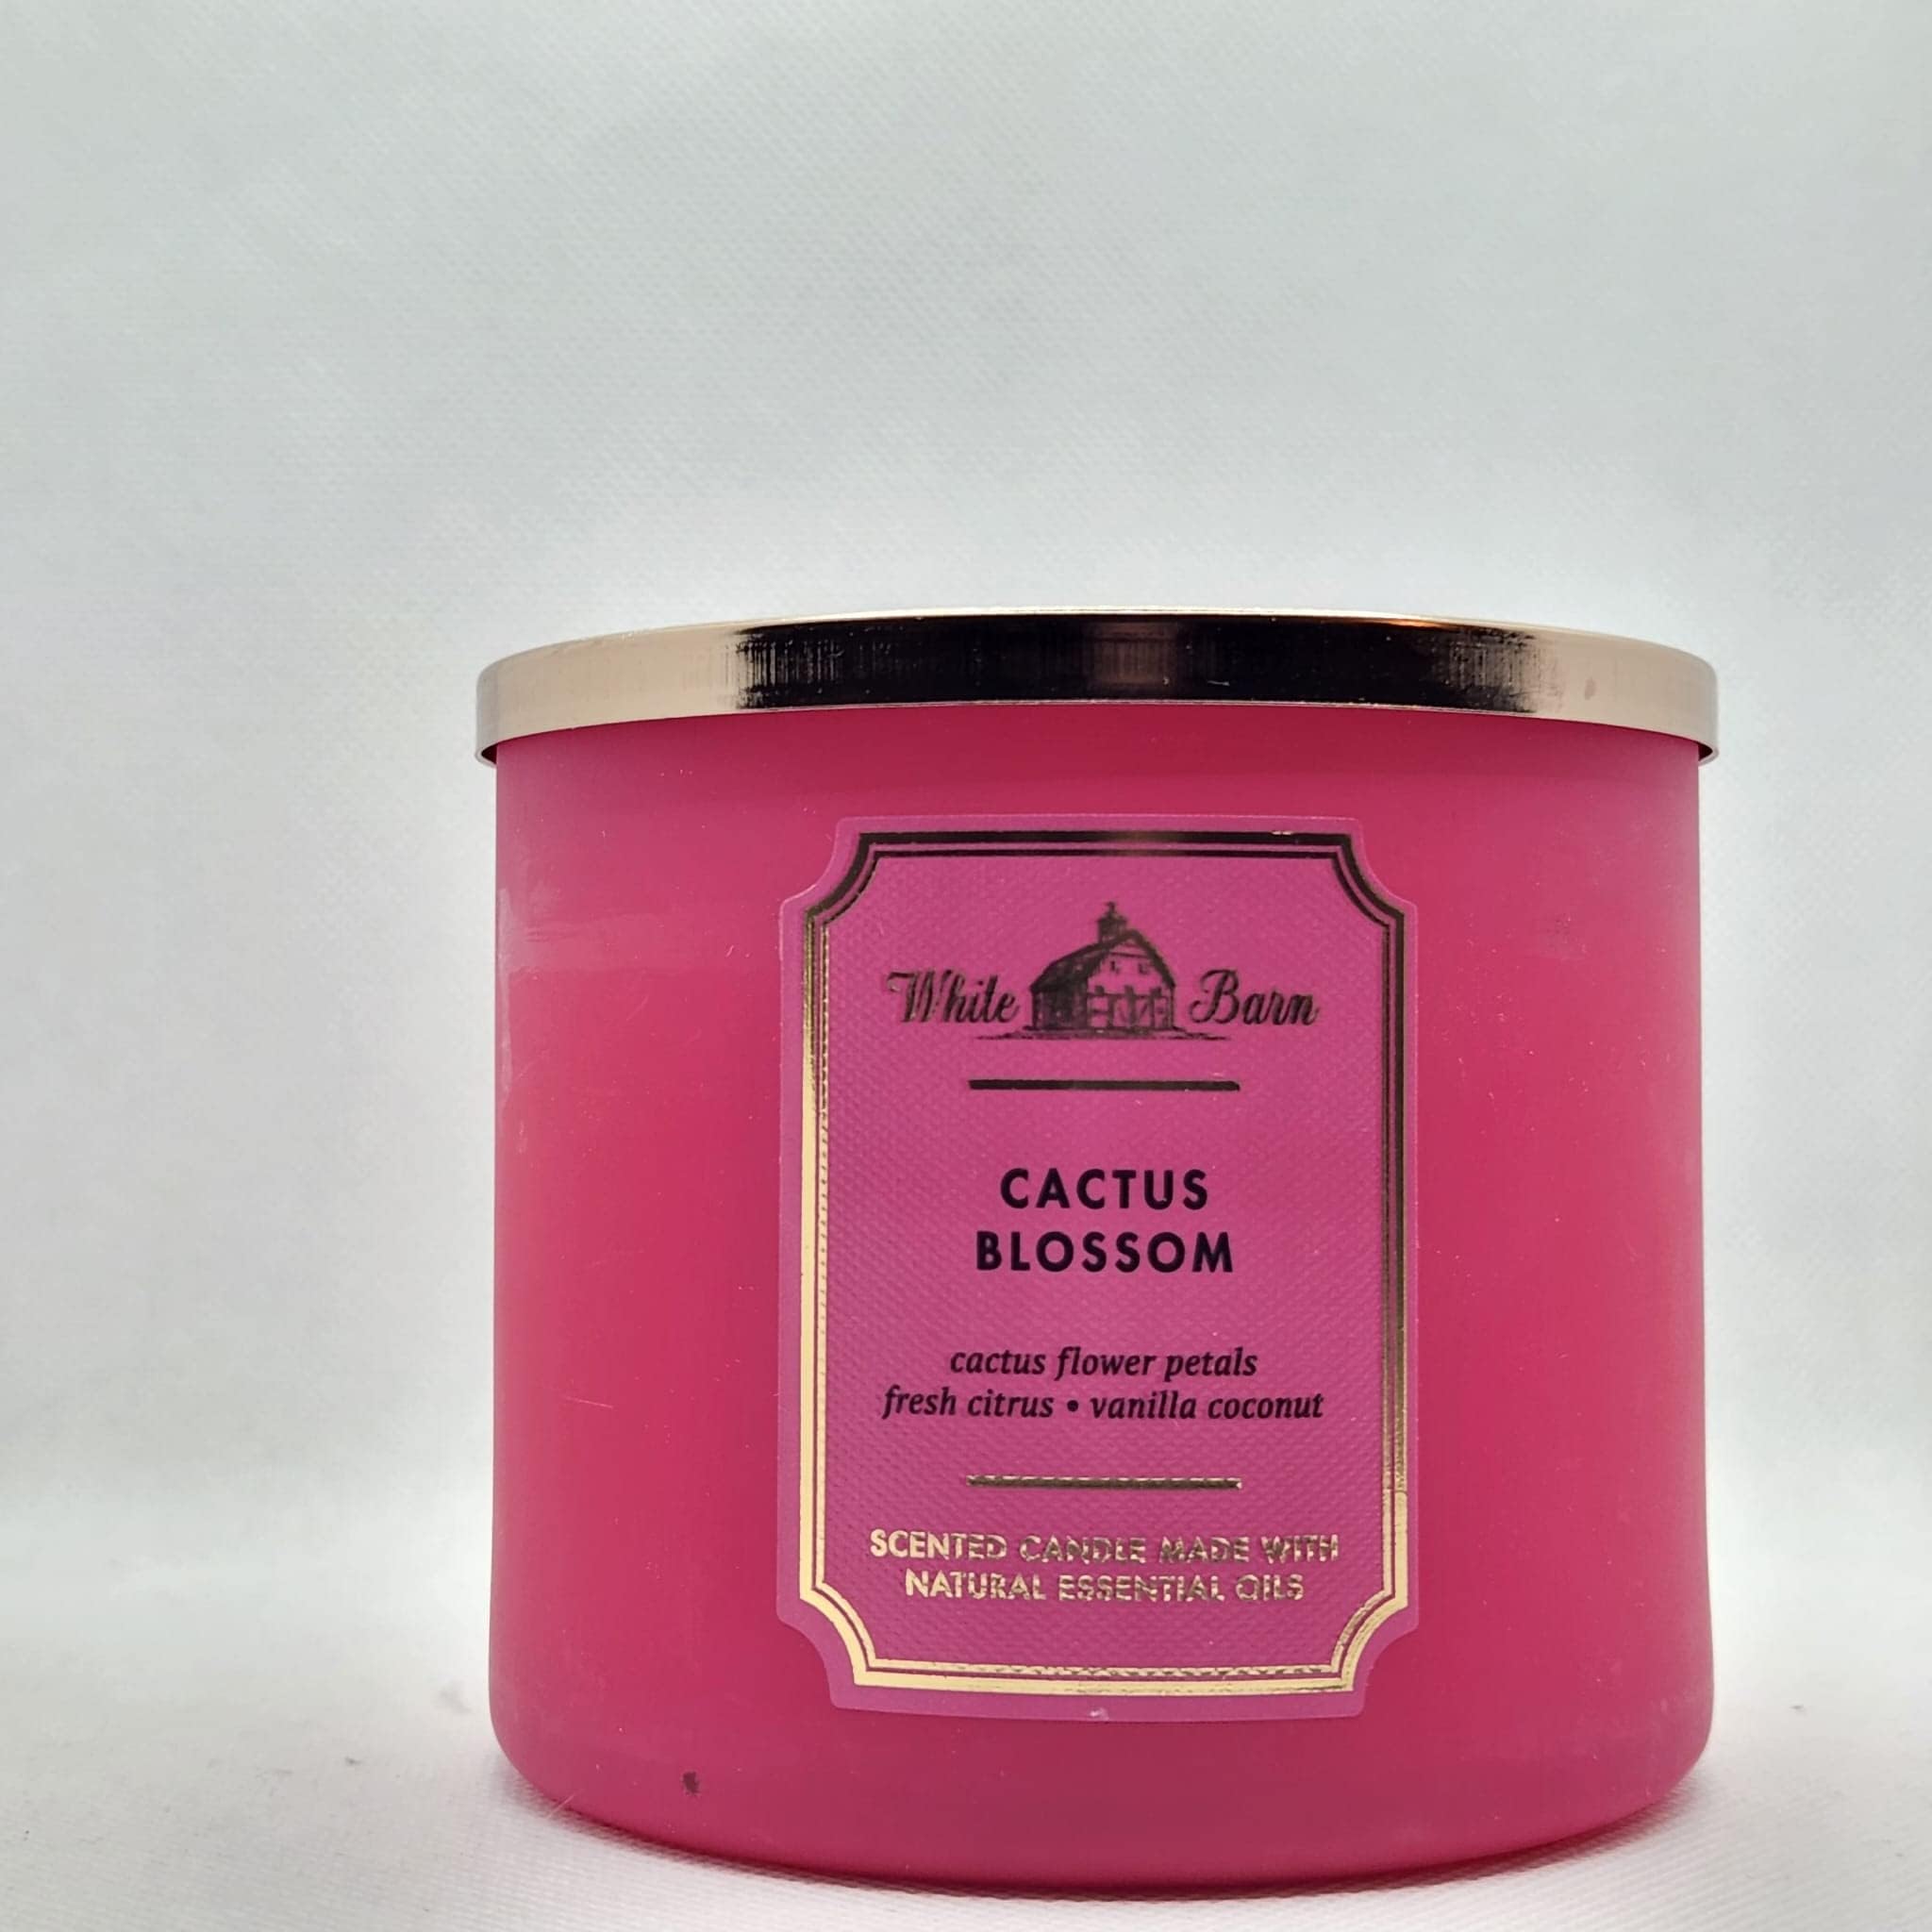 White Barn
CACTUS
BLOSSOM
cactus flower petals
fresh citrus • vanilla coconut
SCENTED CANDLE MADE WITH
NATURAL ESSENTIAL OILS